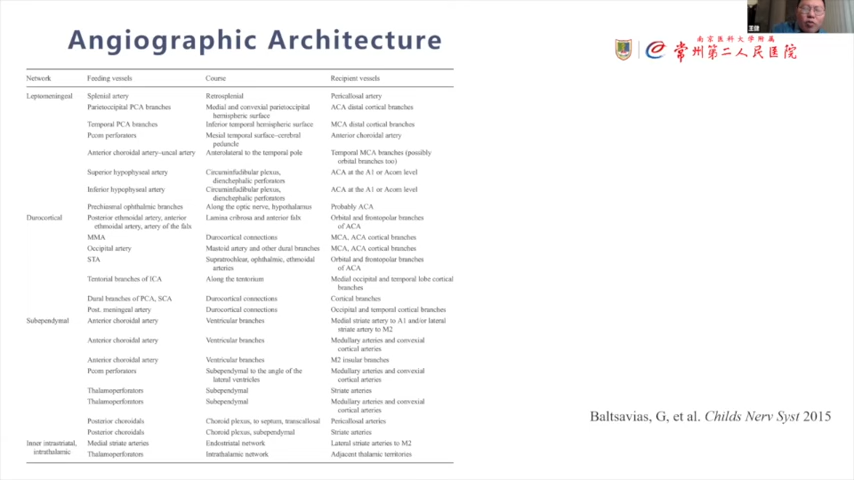 Angiographic Architecture
南京医科大学附属
常州第二人民医院
Network Feeding vessels Course Recipient vessels
Leptomeningeal Splenial artery Retrosplenial Pericallosal artery
Parieoccipital PCA branches Medial and convexial parietoccipital hemispheric surface ACA distal cortical branches
Temporal PCA branches Inferior temporal hemispheric surface MCA distal cortical branches
Pcom perforators Mesial temporal surface–cerebral peduncle Anterior choroidal artery
Anterior choroidal artery–uncal artery Anterolateral to the temporal pole Temporal MCA branches (possibly orbital branches too)
Superior hypophyseal artery Circuminfudibular plexus, diencephalic perforators ACA at the A1 or Acom level
Inferior hypophyseal artery Circuminfudibular plexus, diencephalic perforators ACA at the A1 or Acom level
Prechiasmal ophthalmic branches Along the optic nerve, hypothalamus Probably ACA
Durocortical Posterior ethmoidal artery, anterior ethmoidal artery, artery of the falx Lamina cribrosa and anterior falx Orbital and frontopolar branches of ACA
MMA Durocortical connections MCA, ACA cortical branches
Occipital artery Mastoid artery and other dural branches MCA, ACA cortical branches
STA Supratrochlear, ophthalmic, ethmoidal arteries Orbital and frontopolar branches of ACA
Tentorial branches of ICA Along the tentorium Medial occipital and temporal lobe cortical branches
Dural branches of PCA, SCA Durocortical connections Cortical branches
Post. meningeal artery Durocortical connections Occipital and temporal cortical branches
Subependymal Anterior choroidal artery Ventricular branches Medial striate artery to A1 and/or lateral striate artery to M2
Anterior choroidal artery Ventricular branches Medullary arteries and convexial cortical arteries
Anterior choroidal artery Ventricular branches M2 insular branches
Pcom perforators Subependymal to the angle of the lateral ventricles Medullary arteries and convexial cortical arteries
Thalamoperforators Subependymal Striate arteries
Thalamoperforators Subependymal Medullary arteries and convexial cortical arteries
Posterior choroidals Choroid plexus, to septum, transcallosal Pericallosal arteries
Posterior choroidals Choroid plexus, subependymal Striate arteries
Inner intrastriatal, intrathalamic Medial striate arteries Endostriatal network Lateral striate arteries to M2
Thalamoperforators Intrathalamic network Adjacent thalamic territories
Baltsavias, G, et al. Childs Nerv Syst 2015